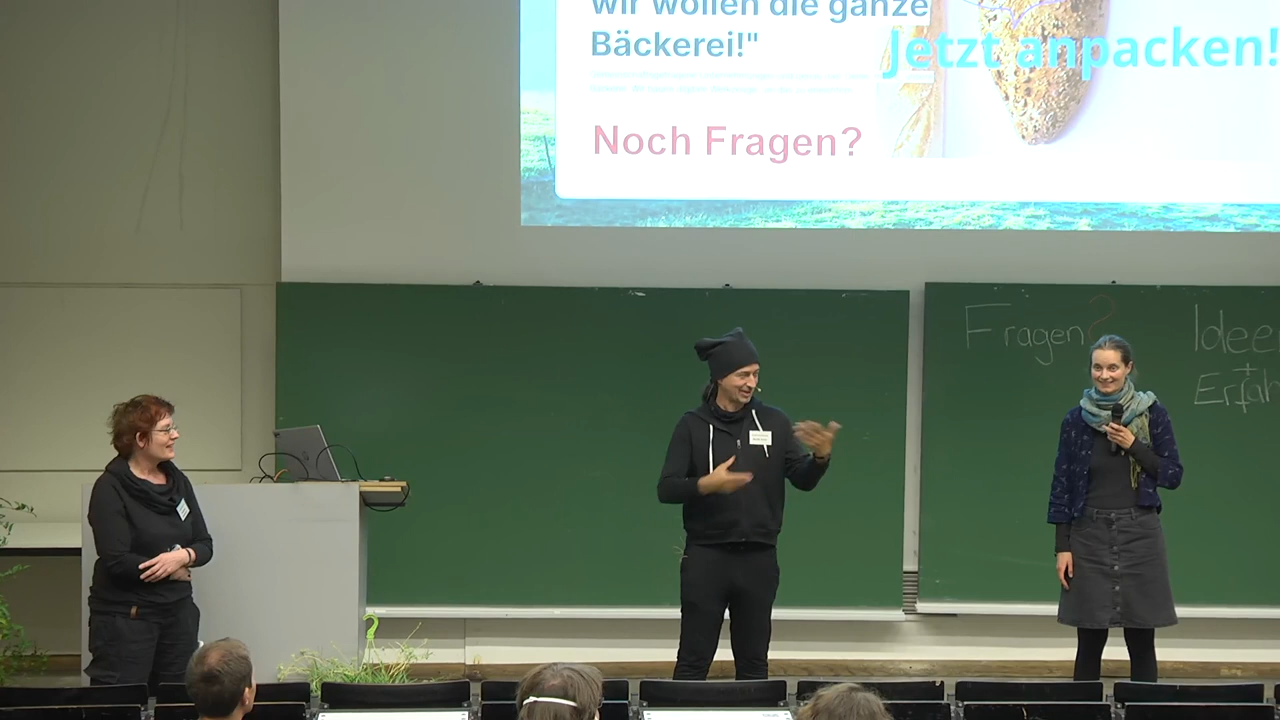 wir wollen die ganze
Bäckerei!"
Jetzt anpacken!
Noch Fragen?
Fragen?
Ideen
+
Erfah